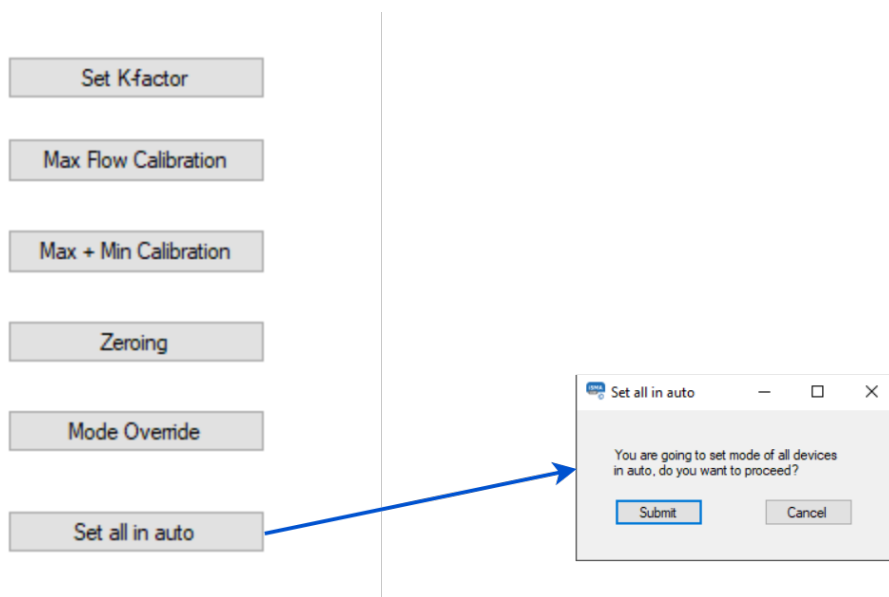 Set K-factor
Max Flow Calibration
Max + Min Calibration
Zeroing
Mode Override
Set all in auto
Set all in auto
You are going to set mode of all devices
in auto, do you want to proceed?
Submit
Cancel